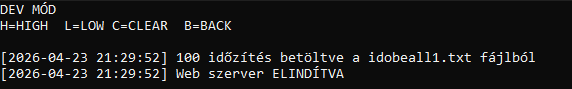 DEV MÓD
H=HIGH  L=LOW C=CLEAR  B=BACK
[2026-04-23 21:29:52] 100 időzítés betöltve a idobeall1.txt fájlból
[2026-04-23 21:29:52] Web szerver ELINDÍTVA